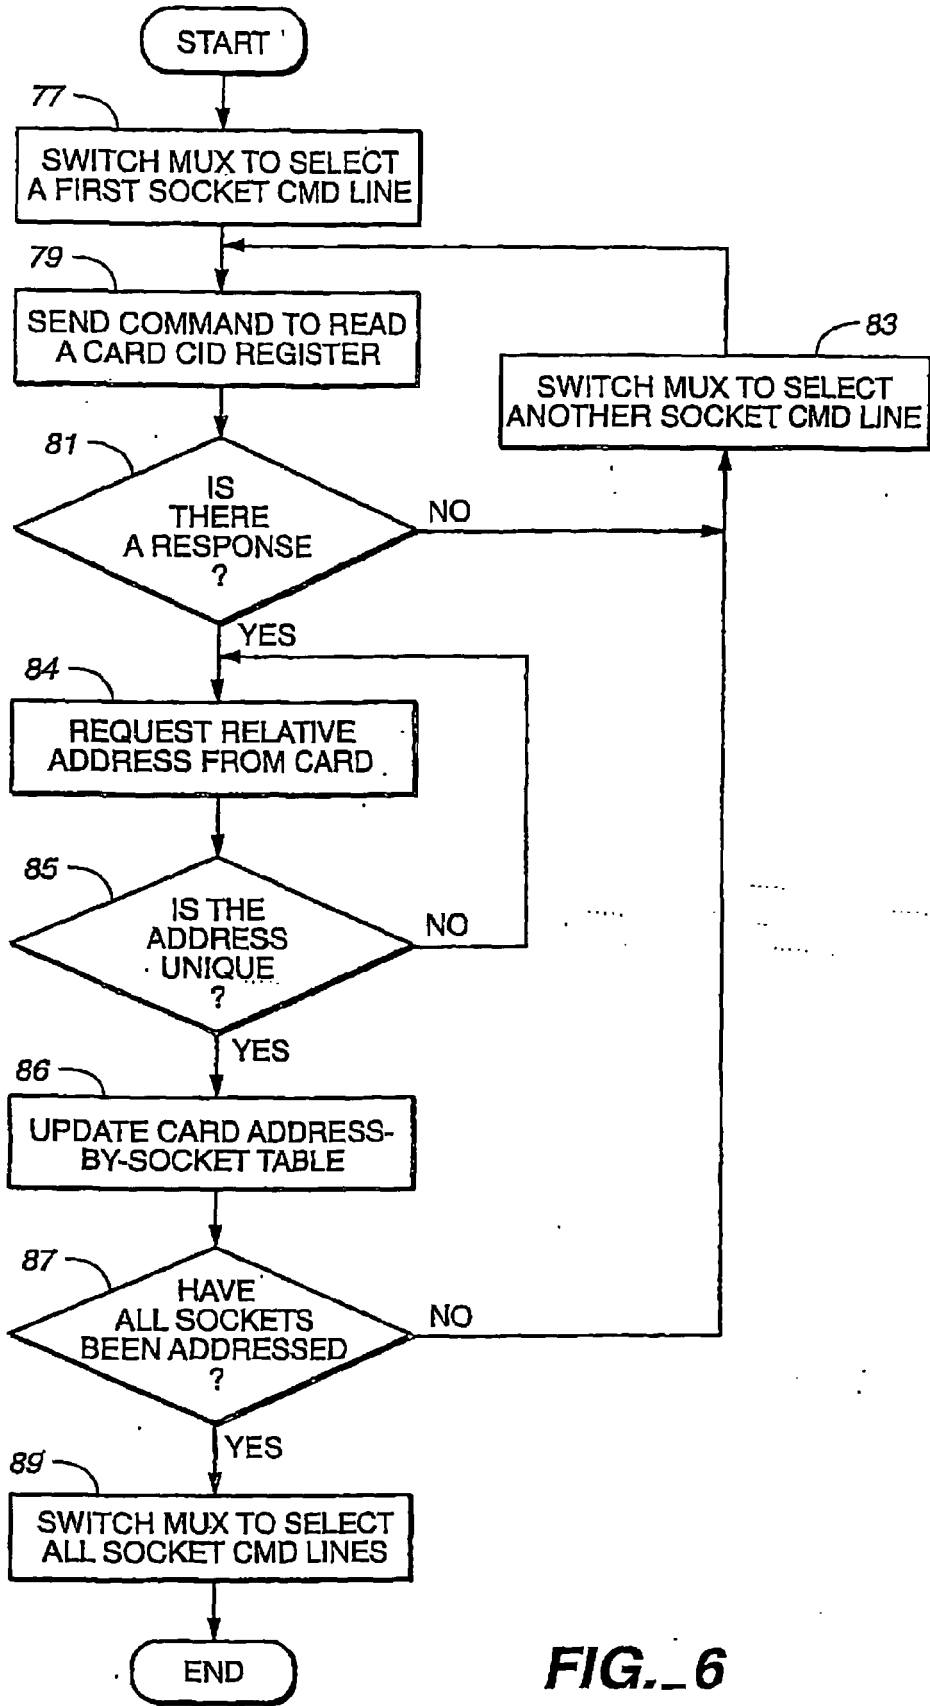 START
77
SWITCH MUX TO SELECT
A FIRST SOCKET CMD LINE
79
SEND COMMAND TO READ
A CARD CID REGISTER
83
SWITCH MUX TO SELECT
ANOTHER SOCKET CMD LINE
81
IS
THERE
A RESPONSE
?
NO
YES
84
REQUEST RELATIVE
ADDRESS FROM CARD
85
IS THE
ADDRESS
UNIQUE
?
NO
YES
86
UPDATE CARD ADDRESS-
BY-SOCKET TABLE
87
HAVE
ALL SOCKETS
BEEN ADDRESSED
?
NO
YES
89
SWITCH MUX TO SELECT
ALL SOCKET CMD LINES
END
FIG._6